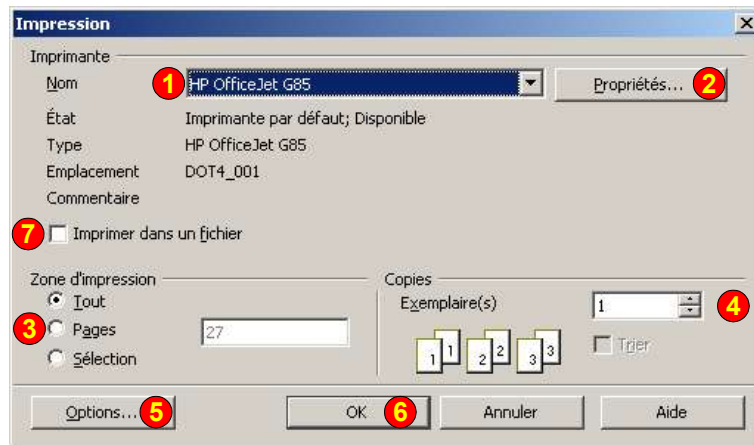 Impression
Imprimante
Nom 1 HP OfficeJet G85 Propriétés... 2
État Imprimante par défaut; Disponible
Type HP OfficeJet G85
Emplacement DOT4_001
Commentaire
7 Imprimer dans un fichier
Zone d'impression Copies
Tout Exemplaire(s) 1 4
3 Pages 27
Sélection 1 1 2 2 3 3 Trier
Options... 5 OK 6 Annuler Aide